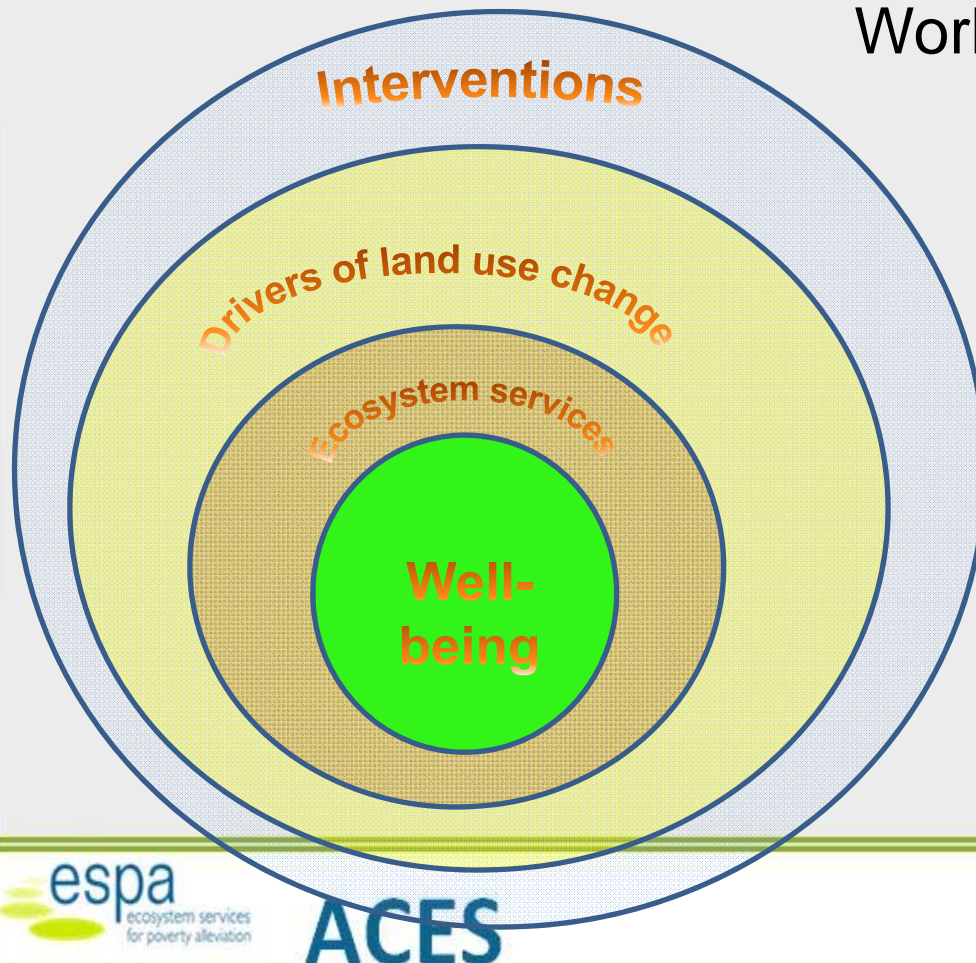 Interventions
Drivers of land use change
Ecosystem services
Well-
being
espa
ecosystem services
for poverty alleviation
ACES